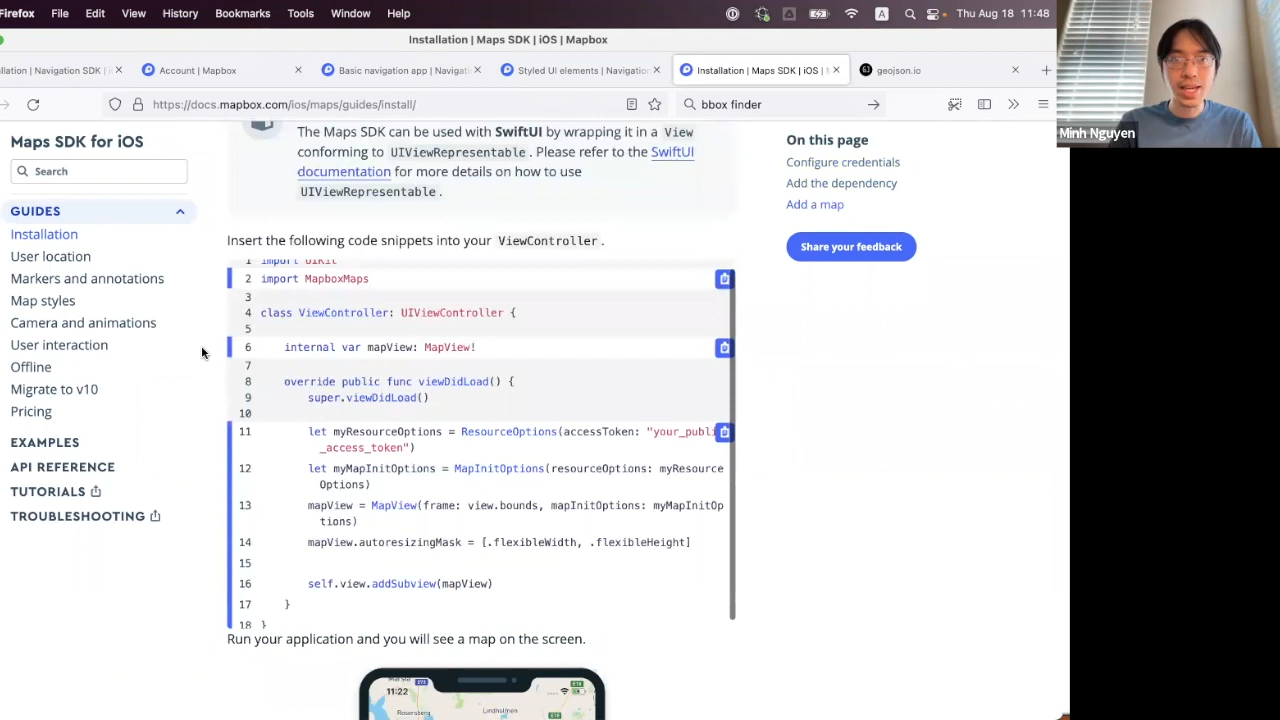 Firefox File Edit View History Bookmarks Tools Window Help A Thu Aug 18 11:48
Installation | Maps SDK | iOS | Mapbox
allation | Navigation SDK | Account / Mapbox Styled UI elements / Navigatio Installation | Maps SDK geojson.io
https://docs.mapbox.com/ios/maps/guides/install/ bbox finder
Minh Nguyen
Maps SDK for iOS
Search
GUIDES
Installation
User location
Markers and annotations
Map styles
Camera and animations
User interaction
Offline
Migrate to v10
Pricing
EXAMPLES
API REFERENCE
TUTORIALS
TROUBLESHOOTING
The Maps SDK can be used with SwiftUI by wrapping it in a View
conforming to UIViewRepresentable. Please refer to the SwiftUI
documentation for more details on how to use
UIViewRepresentable.
Insert the following code snippets into your ViewController.
1 import UIKit
2 import MapboxMaps
3
4 class ViewController: UIViewController {
5
6 internal var mapView: MapView!
7
8 override public func viewDidLoad() {
9 super.viewDidLoad()
10
11 let myResourceOptions = ResourceOptions(accessToken: "your_publi
_access_token")
12 let myMapInitOptions = MapInitOptions(resourceOptions: myResource
Options)
13 mapView = MapView(frame: view.bounds, mapInitOptions: myMapInitOp
tions)
14 mapView.autoresizingMask = [.flexibleWidth, .flexibleHeight]
15
16 self.view.addSubview(mapView)
17 }
18 }
Run your application and you will see a map on the screen.
11:22
Lindholmen
On this page
Configure credentials
Add the dependency
Add a map
Share your feedback